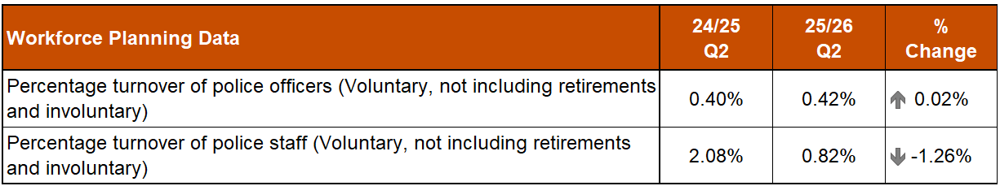 Workforce Planning Data
24/25
Q2
25/26
Q2
%
Change
Percentage turnover of police officers (Voluntary, not including retirements
and involuntary)
0.40%
0.42%
0.02%
Percentage turnover of police staff (Voluntary, not including retirements
and involuntary)
2.08%
0.82%
-1.26%